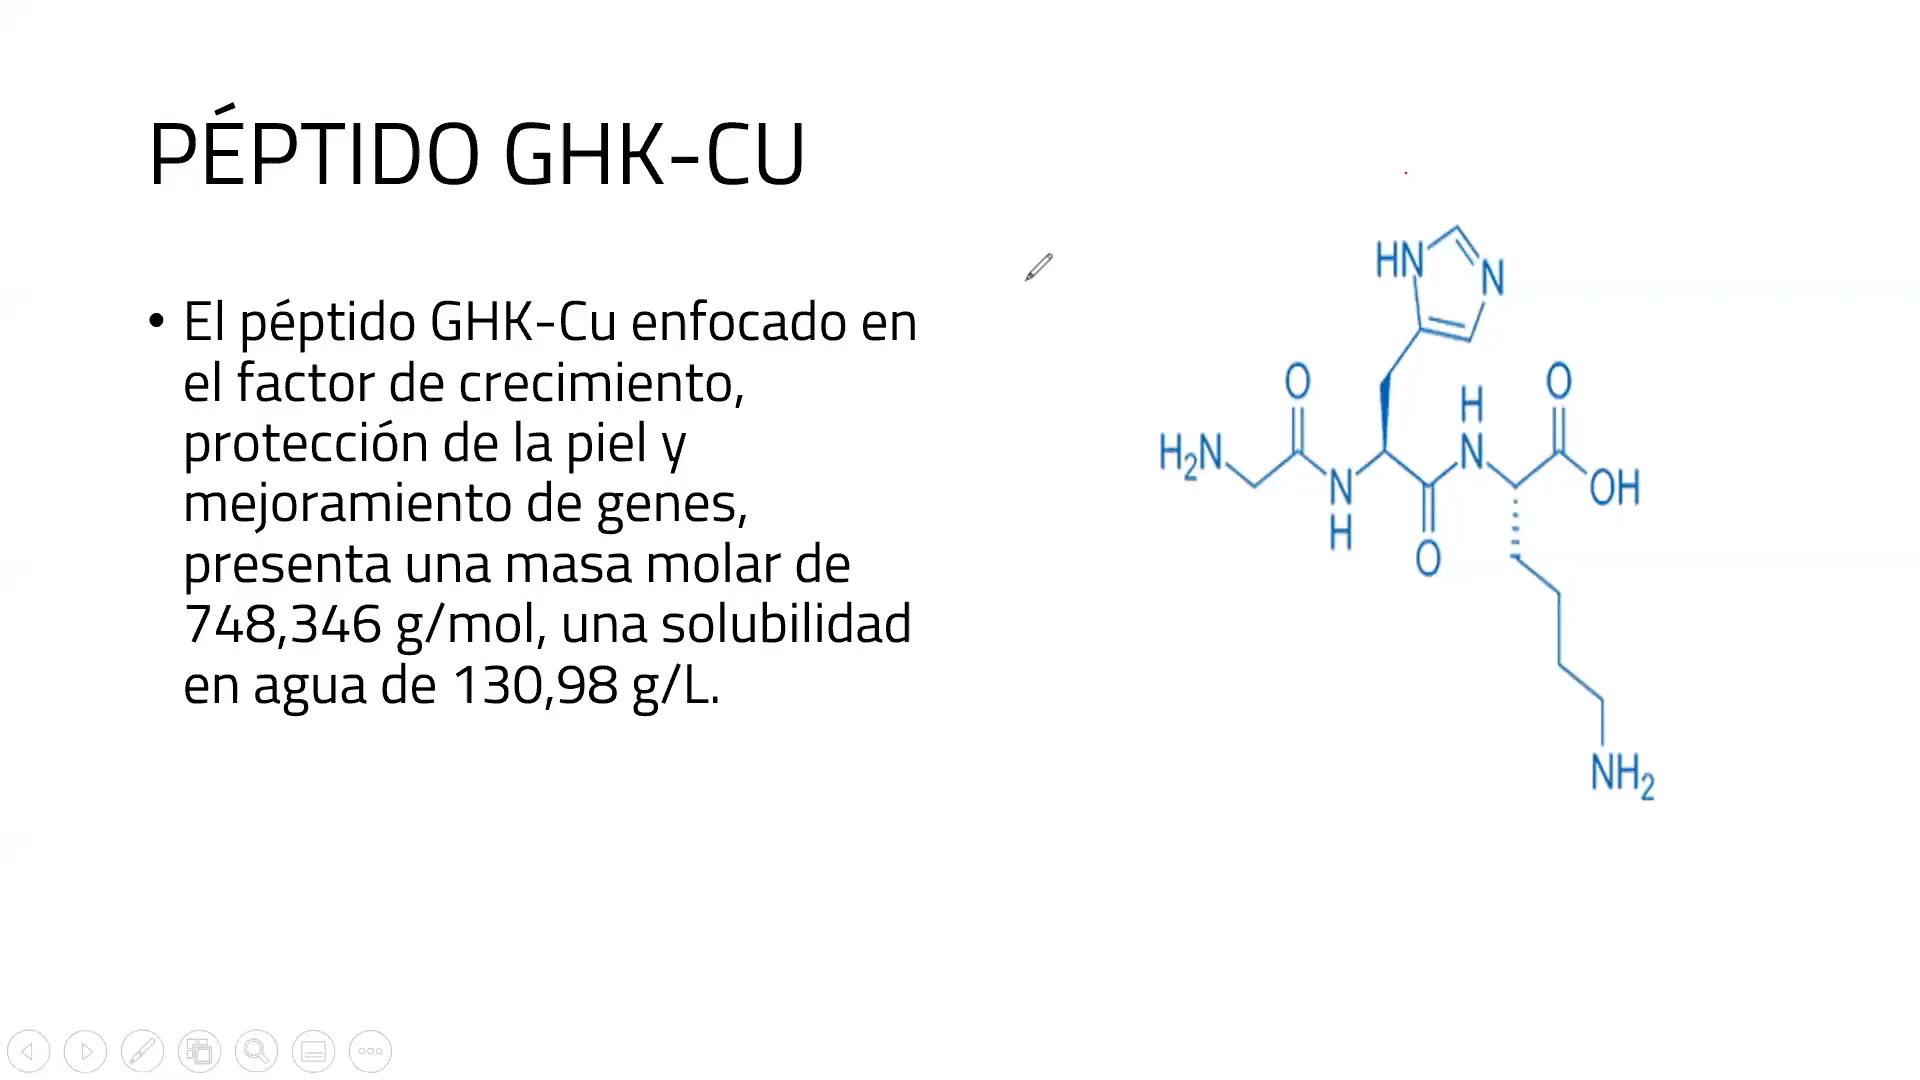 PÉPTIDO GHK-CU
• El péptido GHK-Cu enfocado en
el factor de crecimiento,
protección de la piel y
mejoramiento de genes,
presenta una masa molar de
748,346 g/mol, una solubilidad
en agua de 130,98 g/L.
HN
N
O
H
O
H₂N
N
N
H
OH
O
NH₂